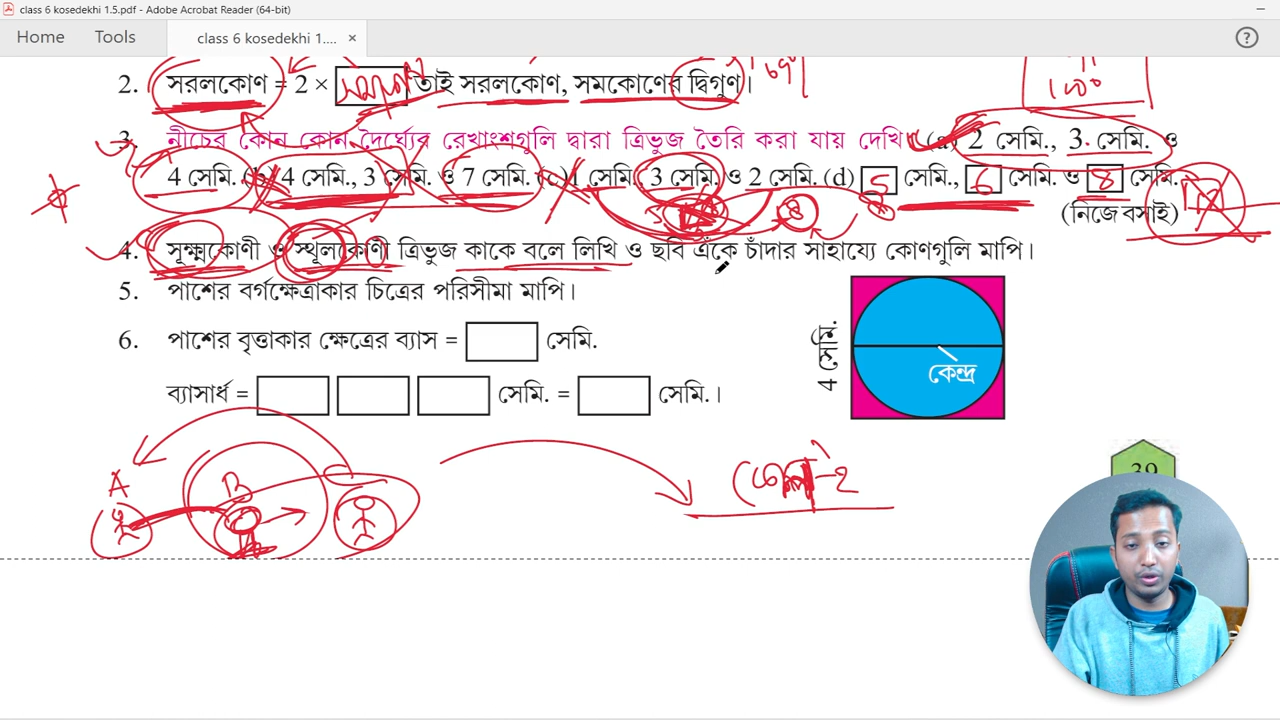 class 6 kosedekhi 1.5.pdf - Adobe Acrobat Reader (64-bit)
Home Tools class 6 kosedekhi 1.... × ?
2. সরলকোণ = 2 × সমকোণ তাই সরলকোণ, সমকোণের দ্বিগুণ।
3. নীচের কোন কোন দৈর্ঘ্যের রেখাংশগুলি দ্বারা ত্রিভুজ তৈরি করা যায় দেখি। (a) 2 সেমি., 3 সেমি. ও
4 সেমি. (b) 4 সেমি., 3 সেমি. ও 7 সেমি. (c) সেমি. 3 সেমি. ও 2 সেমি. (d) 5 সেমি., 6 সেমি. ও 8 সেমি.
(নিজে বসাই)
4. সূক্ষ্মকোণী ও স্থূলকোণী ত্রিভুজ কাকে বলে লিখি ও ছবি এঁকে চাঁদার সাহায্যে কোণগুলি মাপি।
5. পাশের বর্গক্ষেত্রাকার চিত্রের পরিসীমা মাপি।
6. পাশের বৃত্তাকার ক্ষেত্রের ব্যাস = সেমি.
ব্যাসার্ধ = সেমি. = সেমি.।
4 সেমি.
কেন্দ্র
A B
39